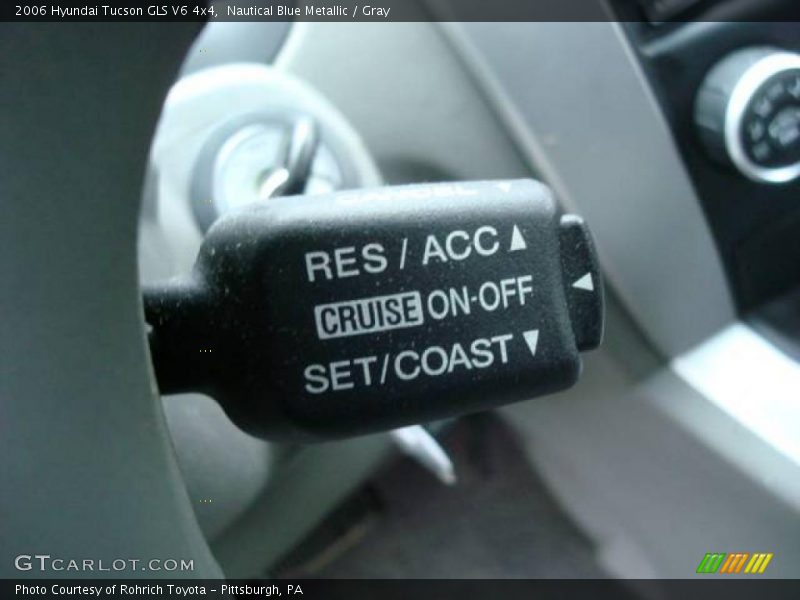 2006 Hyundai Tucson GLS V6 4x4,  Nautical Blue Metallic / Gray
CANCEL
RES / ACC ▲
CRUISE ON-OFF
SET/COAST ▼
GTCARLOT.COM
Photo Courtesy of Rohrich Toyota - Pittsburgh, PA